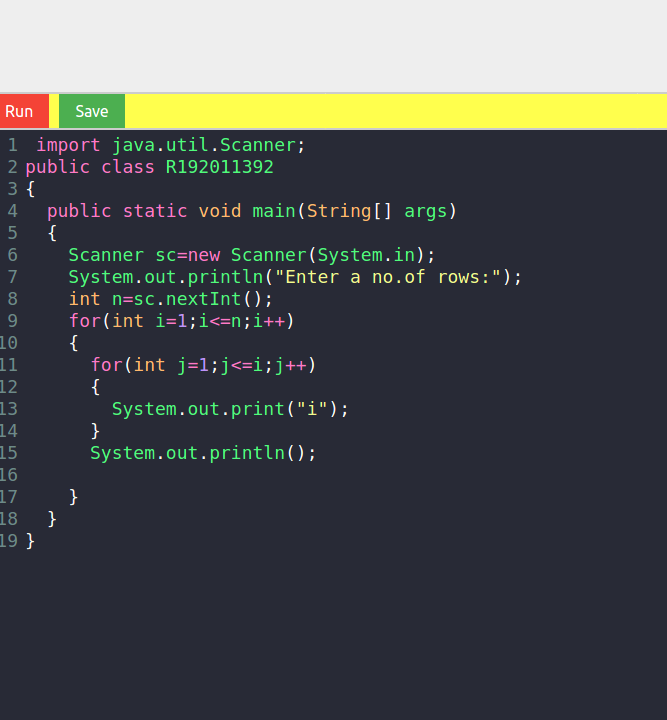 Run Save
1 import java.util.Scanner;
2 public class R192011392
3 {
4   public static void main(String[] args)
5   {
6     Scanner sc=new Scanner(System.in);
7     System.out.println("Enter a no.of rows:");
8     int n=sc.nextInt();
9     for(int i=1;i<=n;i++)
10     {
11       for(int j=1;j<=i;j++)
12       {
13         System.out.print("i");
14       }
15       System.out.println();
16
17     }
18   }
19 }